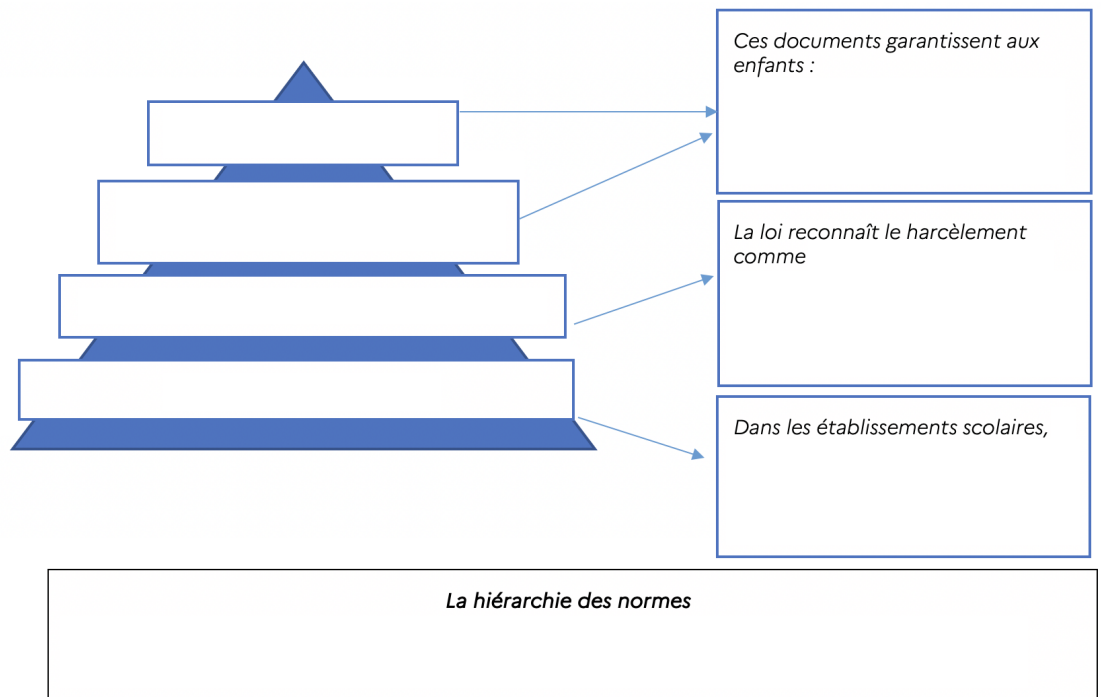 Ces documents garantissent aux
enfants :
La loi reconnaît le harcèlement
comme
Dans les établissements scolaires,
La hiérarchie des normes